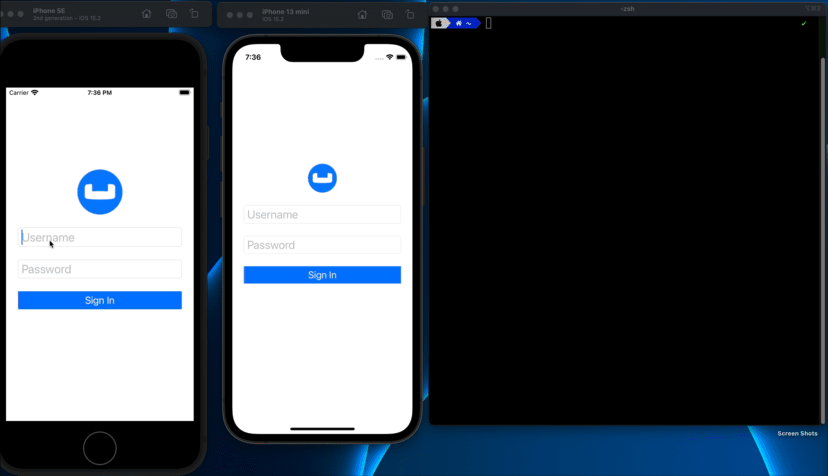 iPhone SE
2nd generation – iOS 15.2
Carrier
7:36 PM
Username
Password
Sign In
iPhone 13 mini
iOS 15.2
7:36
Username
Password
Sign In
-zsh
~
Screen Shots